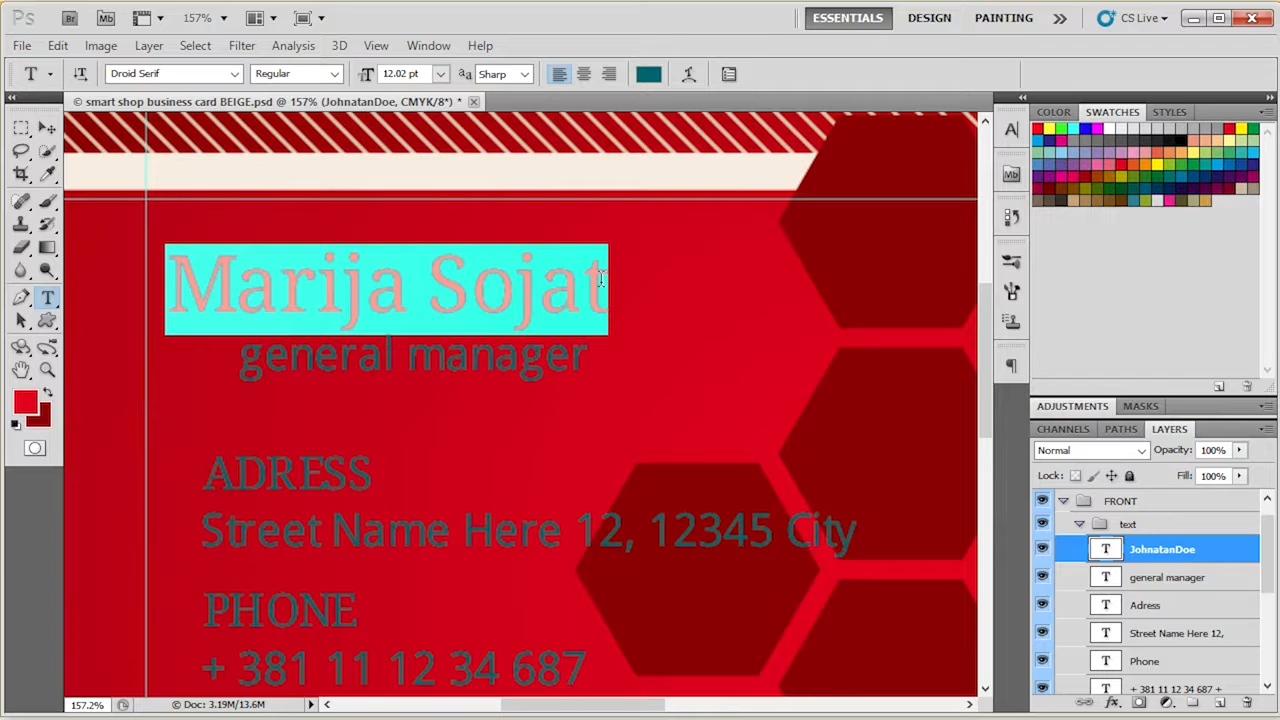 Ps Br Mb 157% ESSENTIALS DESIGN PAINTING CS Live
File Edit Image Layer Select Filter Analysis 3D View Window Help
T Droid Serif Regular 12.02 pt aa Sharp
© smart shop business card BEIGE.psd @ 157% (JohnatanDoe, CMYK/8*) *
COLOR SWATCHES STYLES
Marija Sojat
general manager
ADRESS
Street Name Here 12, 12345 City
PHONE
+ 381 11 12 34 687
ADJUSTMENTS MASKS
CHANNELS PATHS LAYERS
Normal Opacity: 100%
Lock: Fill: 100%
FRONT
text
T JohnatanDoe
T general manager
T Adress
T Street Name Here 12,
T Phone
T + 381 11 12 34 687 +
157.2% © Doc: 3.19M/13.6M